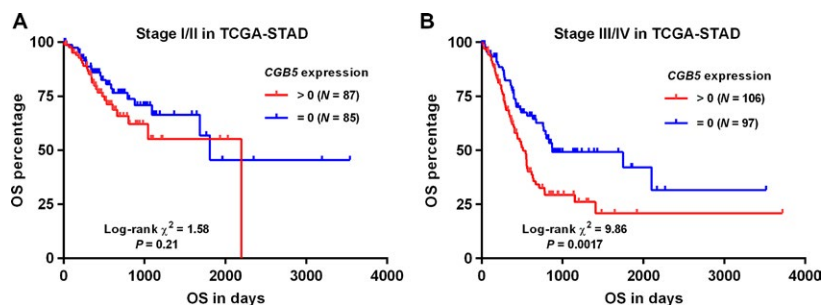 A
Stage I/II in TCGA-STAD
OS percentage
100
75
50
25
0
CGB5 expression
> 0 (N = 87)
= 0 (N = 85)
Log-rank χ² = 1.58
P = 0.21
0
1000
2000
3000
4000
OS in days
B
Stage III/IV in TCGA-STAD
OS percentage
100
75
50
25
0
CGB5 expression
> 0 (N = 106)
= 0 (N = 97)
Log-rank χ² = 9.86
P = 0.0017
0
1000
2000
3000
4000
OS in days